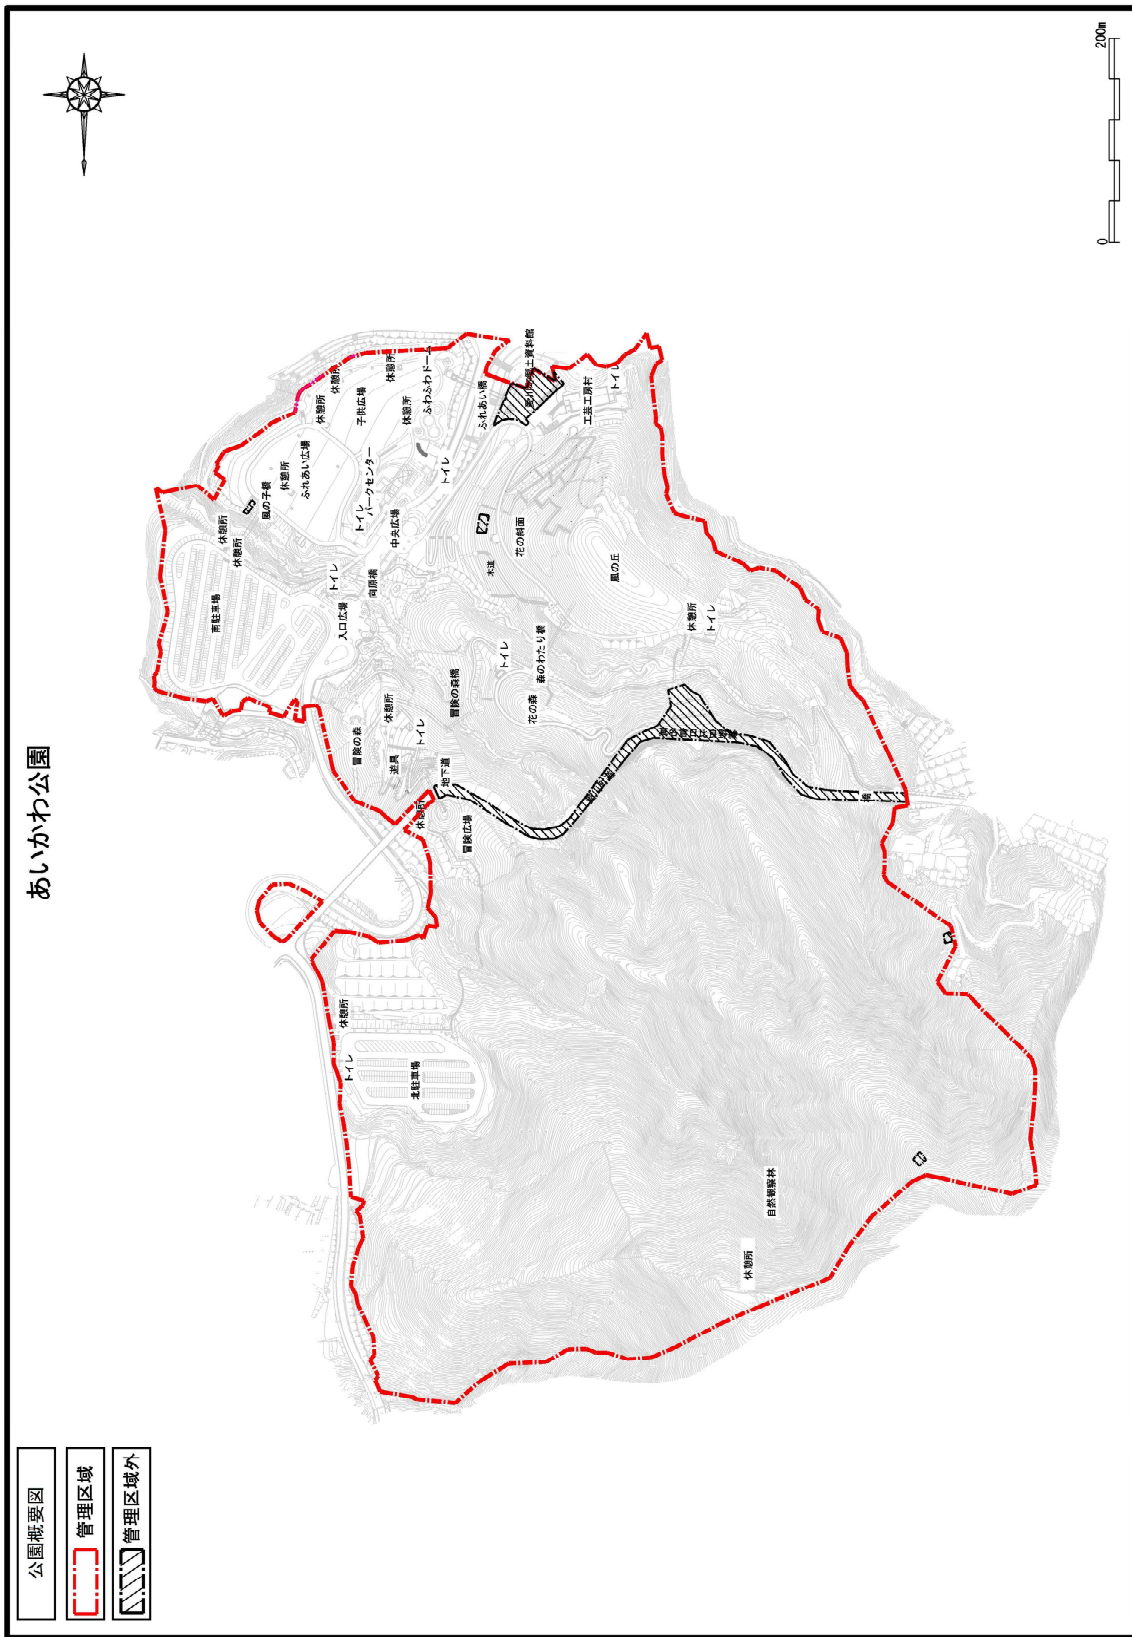 あいかわ公園
公園概要図
管理区域
管理区域外
0
200m
南駐車場
休憩所
休憩所
風の子橋
休憩所
ふれあい広場
休憩所
休憩所
子供広場
休憩所
休憩所
ふわふわドーム
トイレ
パークセンター
中央広場
トイレ
ふれあい橋
トイレ
向原橋
入口広場
工芸工房村
トイレ
木道
花の斜面
風の丘
休憩所
トイレ
トイレ
森のわたり橋
花の森
冒険の森橋
冒険の森
休憩所
遊具
トイレ
地下道
休憩所
冒険広場
橋
休憩所
トイレ
北駐車場
自然観察林
休憩所